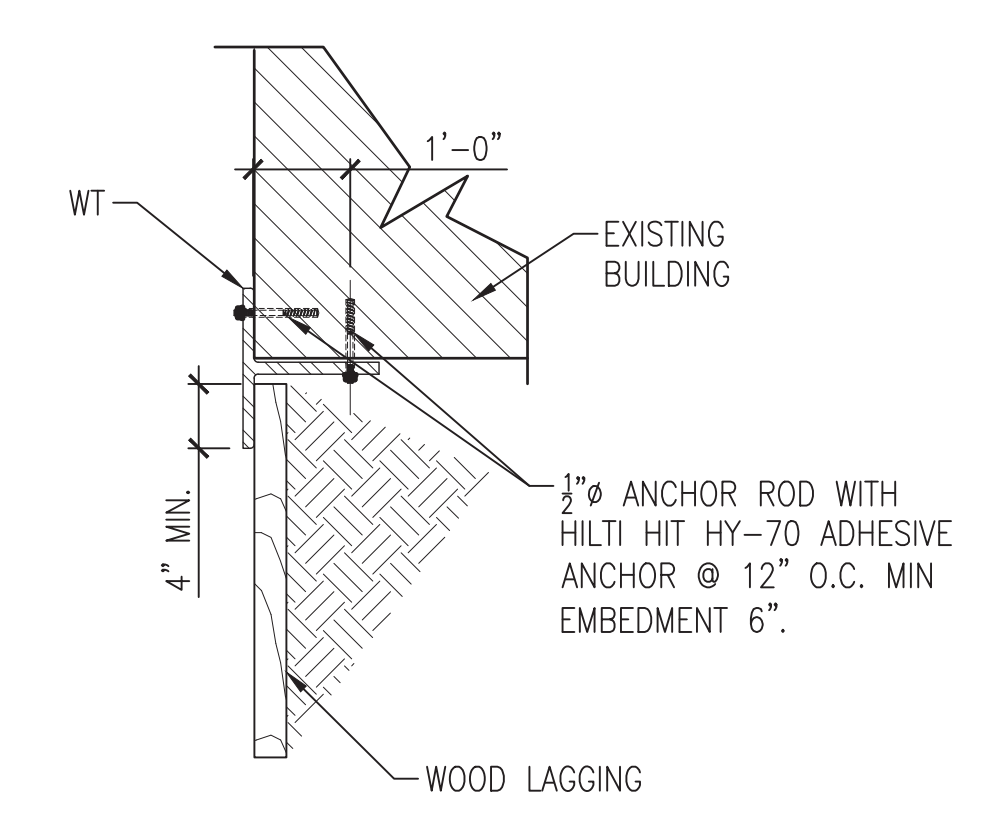 1'-0"
WT
EXISTING
BUILDING
4" MIN.
½"ø ANCHOR ROD WITH
HILTI HIT HY-70 ADHESIVE
ANCHOR @ 12" O.C. MIN
EMBEDMENT 6".
WOOD LAGGING